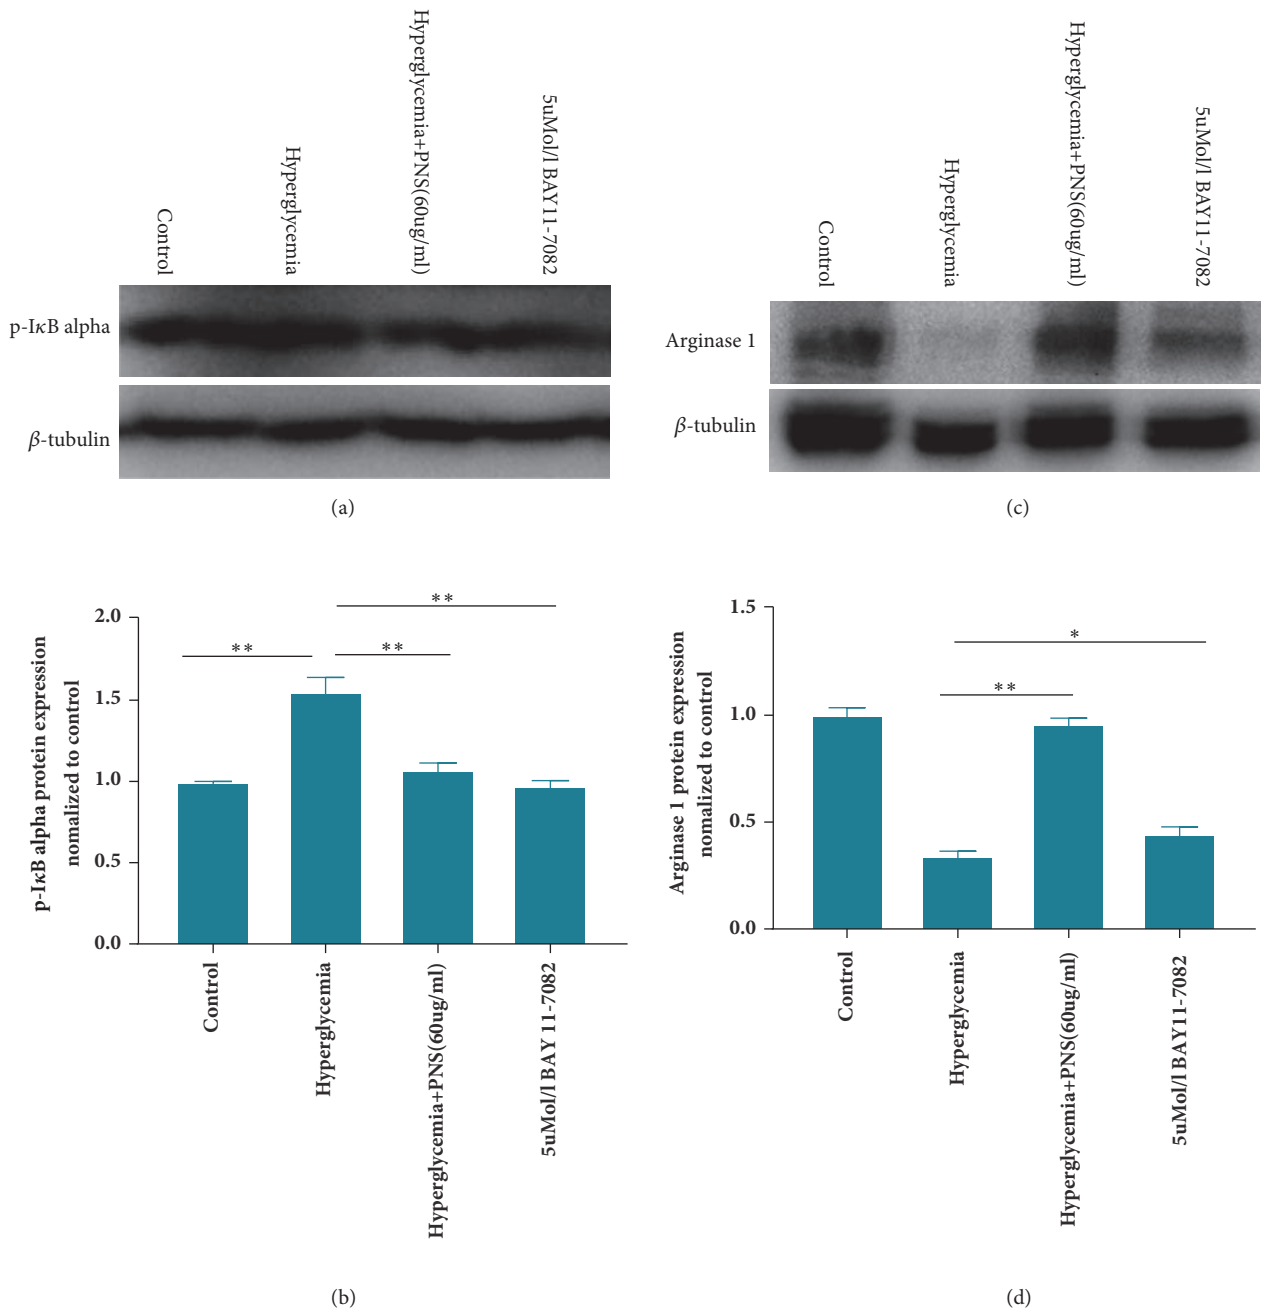 Control
Hyperglycemia
Hyperglycemia+PNS(60ug/ml)
5uMol/l BAY11-7082
p-IκB alpha
β-tubulin
(a)
Control
Hyperglycemia
Hyperglycemia+PNS(60ug/ml)
5uMol/l BAY11-7082
Arginase 1
β-tubulin
(c)
p-IκB alpha protein expression
nomalized to control
2.0
1.5
1.0
0.5
0.0
**
**
**
Control
Hyperglycemia
Hyperglycemia+PNS(60ug/ml)
5uMol/l BAY 11-7082
(b)
Arginase 1 protein expression
nomalized to control
1.5
1.0
0.5
0.0
*
**
Control
Hyperglycemia
Hyperglycemia+PNS(60ug/ml)
5uMol/l BAY11-7082
(d)